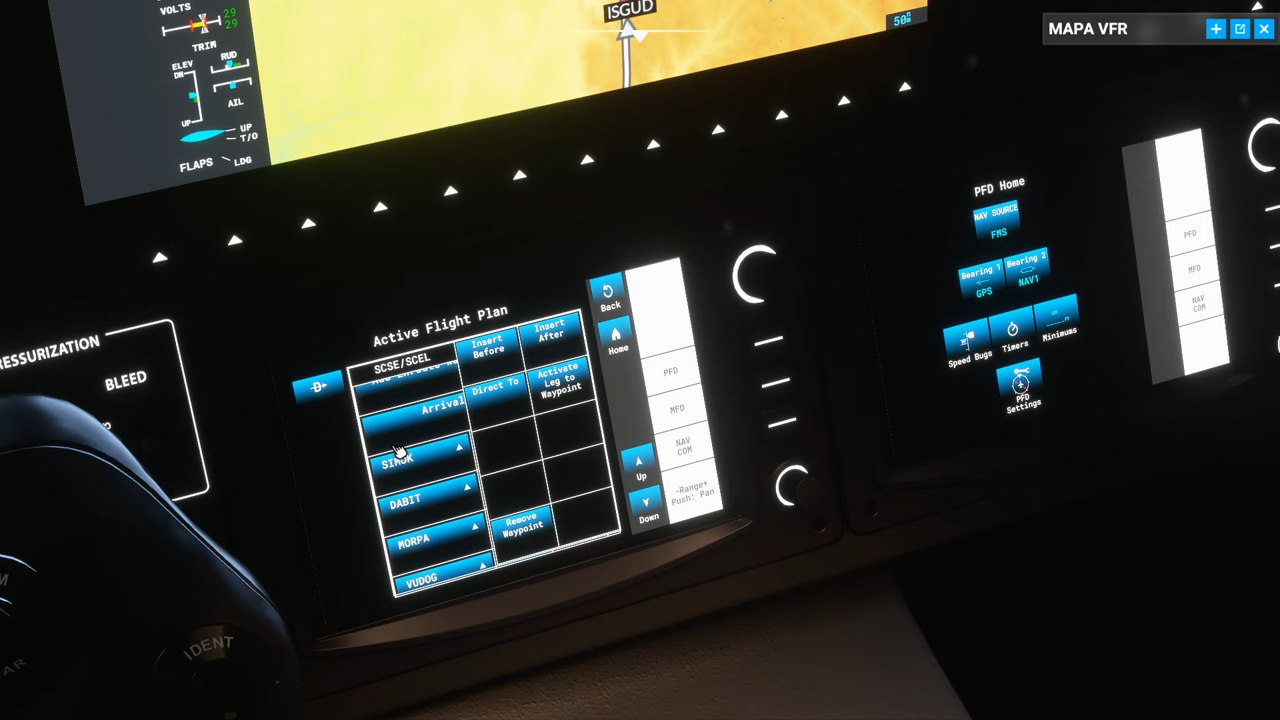 VOLTS
29
29
TRIM
ELEV
DN
RUD
AIL
UP
UP
T/O
FLAPS
LDG
ISGUD
MAPA VFR
BLEED
Active Flight Plan
SCSE/SCEL
Insert Before
Insert After
Arrival
Direct To
Activate Leg to Waypoint
DABIT
MORPA
Remove Waypoint
VUDOG
Back
Home
Up
Down
PFD
MFD
NAV COM
-Range+
Push: Pan
PFD Home
NAV SOURCE
FMS
Bearing 1
GPS
Bearing 2
NAV1
Speed Bugs
Timers
Minimums
PFD Settings
PFD
MFD
NAV COM
IDENT